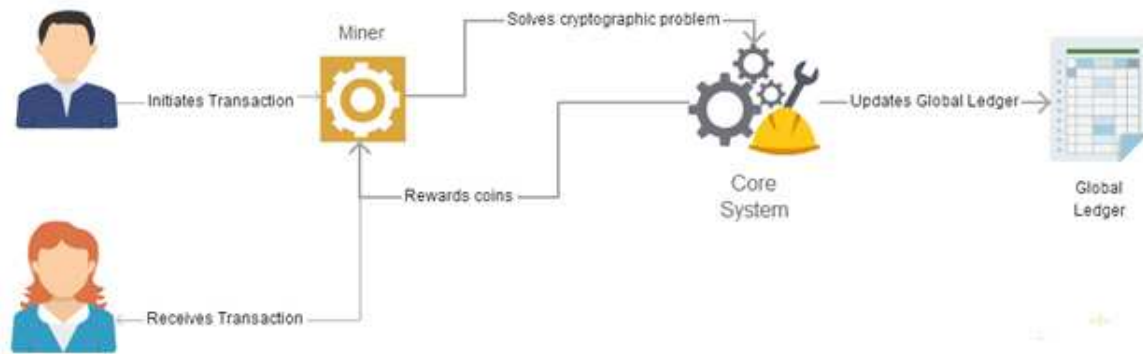 Solves cryptographic problem
Miner
Initiates Transaction
Updates Global Ledger
Rewards coins
Core
System
Global
Ledger
Receives Transaction